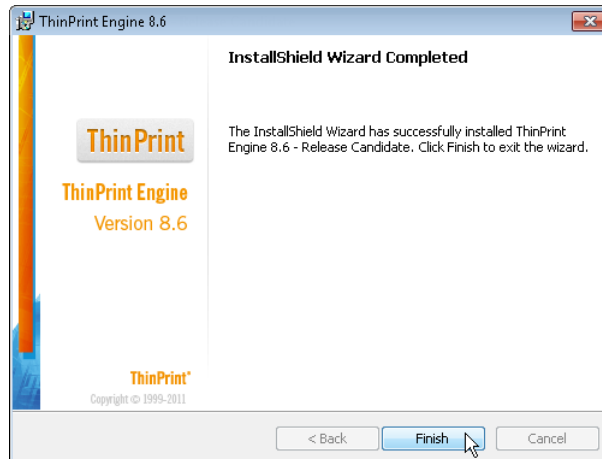 ThinPrint Engine 8.6
InstallShield Wizard Completed
ThinPrint
The InstallShield Wizard has successfully installed ThinPrint
Engine 8.6 - Release Candidate. Click Finish to exit the wizard.
ThinPrint Engine
Version 8.6
ThinPrint®
Copyright © 1999-2011
< Back
Finish
Cancel